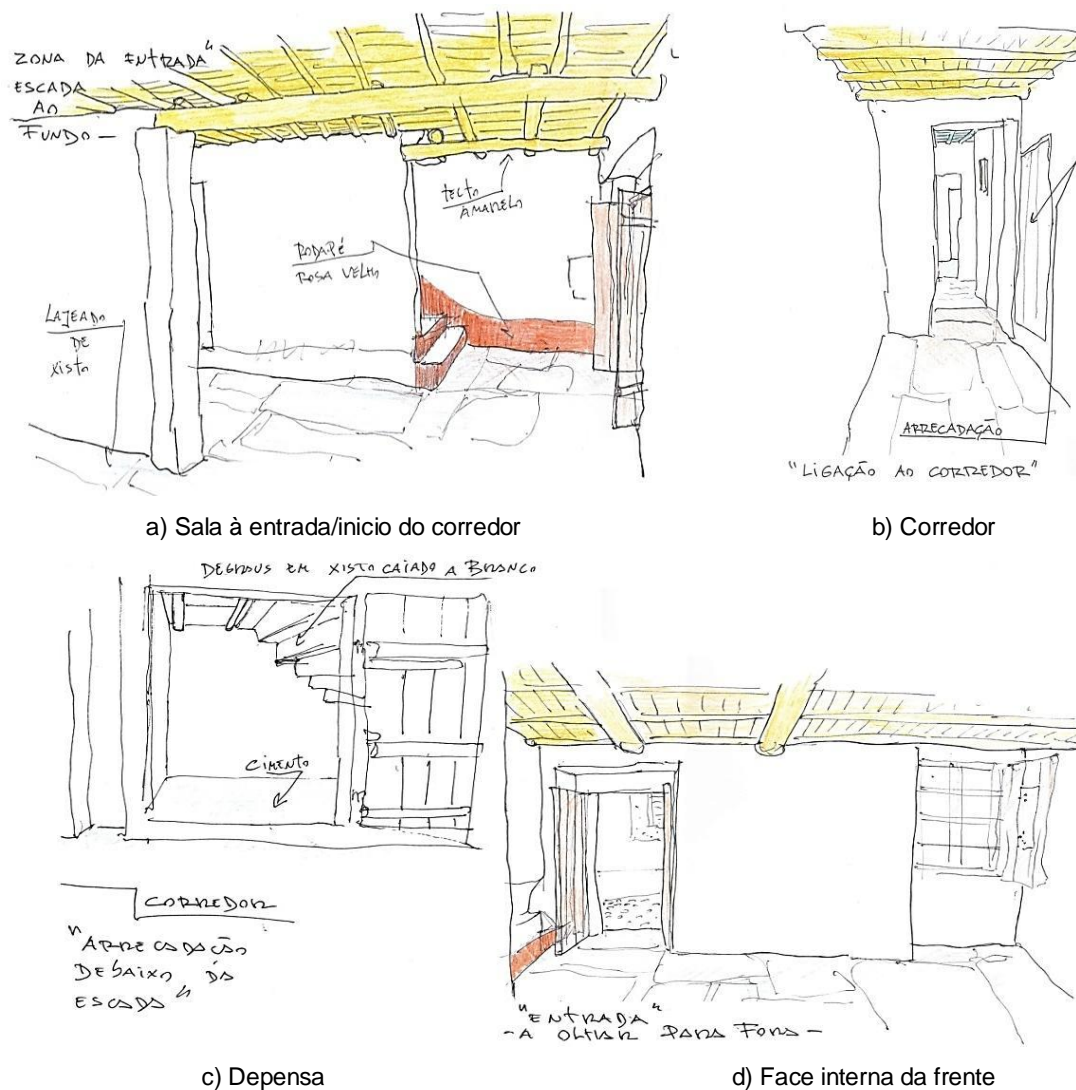 ZONA DA ENTRADA"
ESCADA
AO
FUNDO —
TECTO
AMARELO
RODAPÉ
ROSA VELHO
LAJEADO
DE
XISTO
a) Sala à entrada/inicio do corredor
ARRECADAÇÃO
"LIGAÇÃO AO CORREDOR"
b) Corredor
DEGRAUS EM XISTO CAIADO A BRANCO
CIMENTO
CORREDOR
"ARRECADAÇÃO
DEBAIXO DA
ESCADA"
c) Depensa
"ENTRADA"
- A OLHAR PARA FORA -
d) Face interna da frente